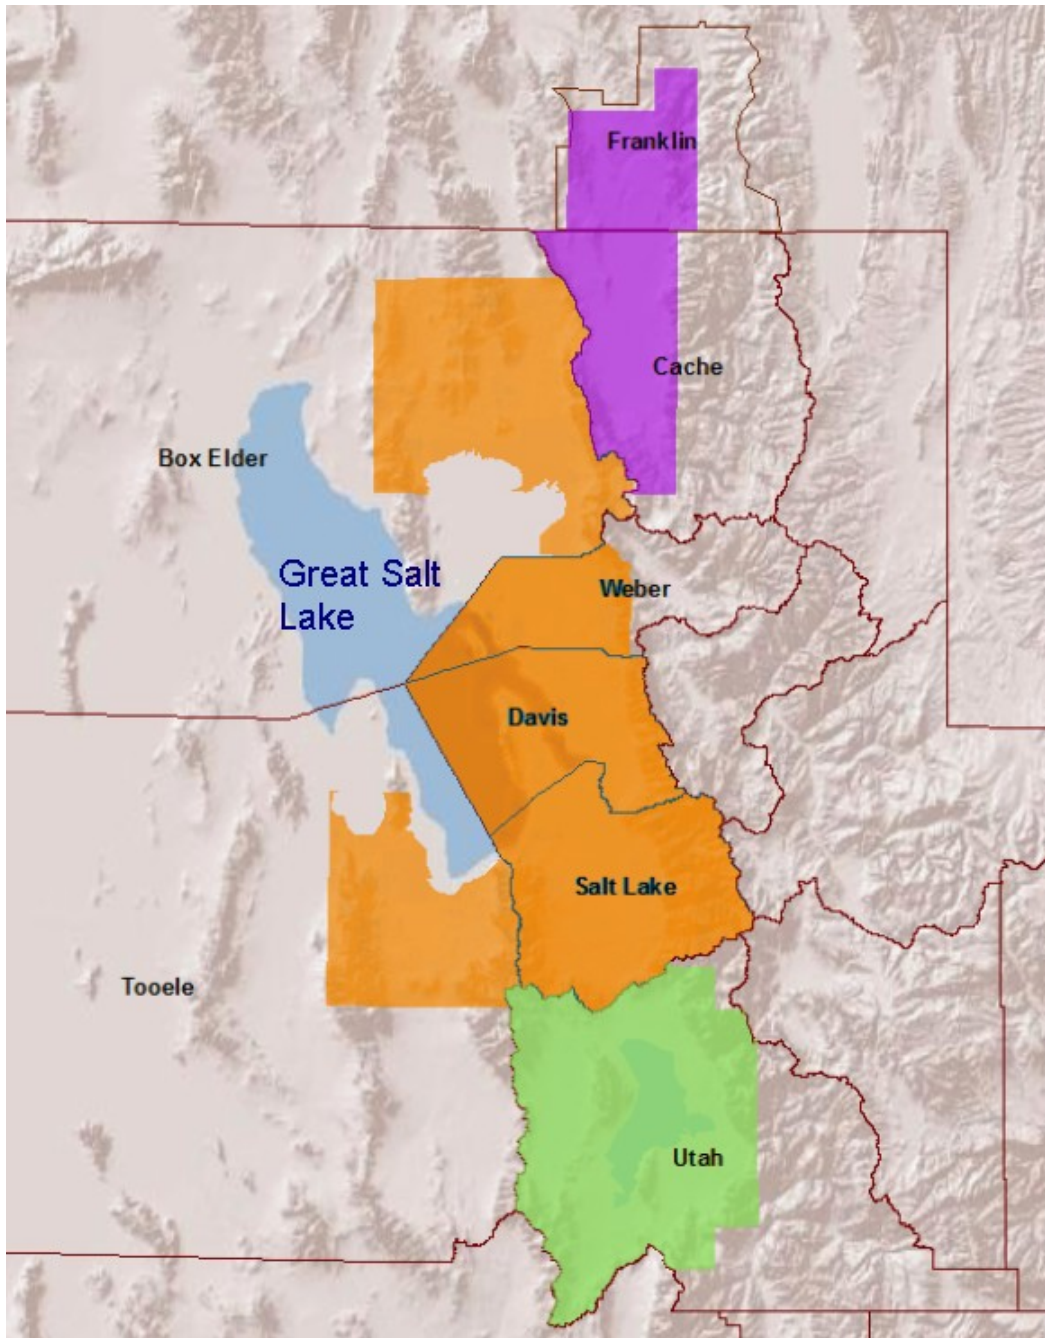 Franklin
Cache
Box Elder
Great Salt
Lake
Weber
Davis
Salt Lake
Tooele
Utah